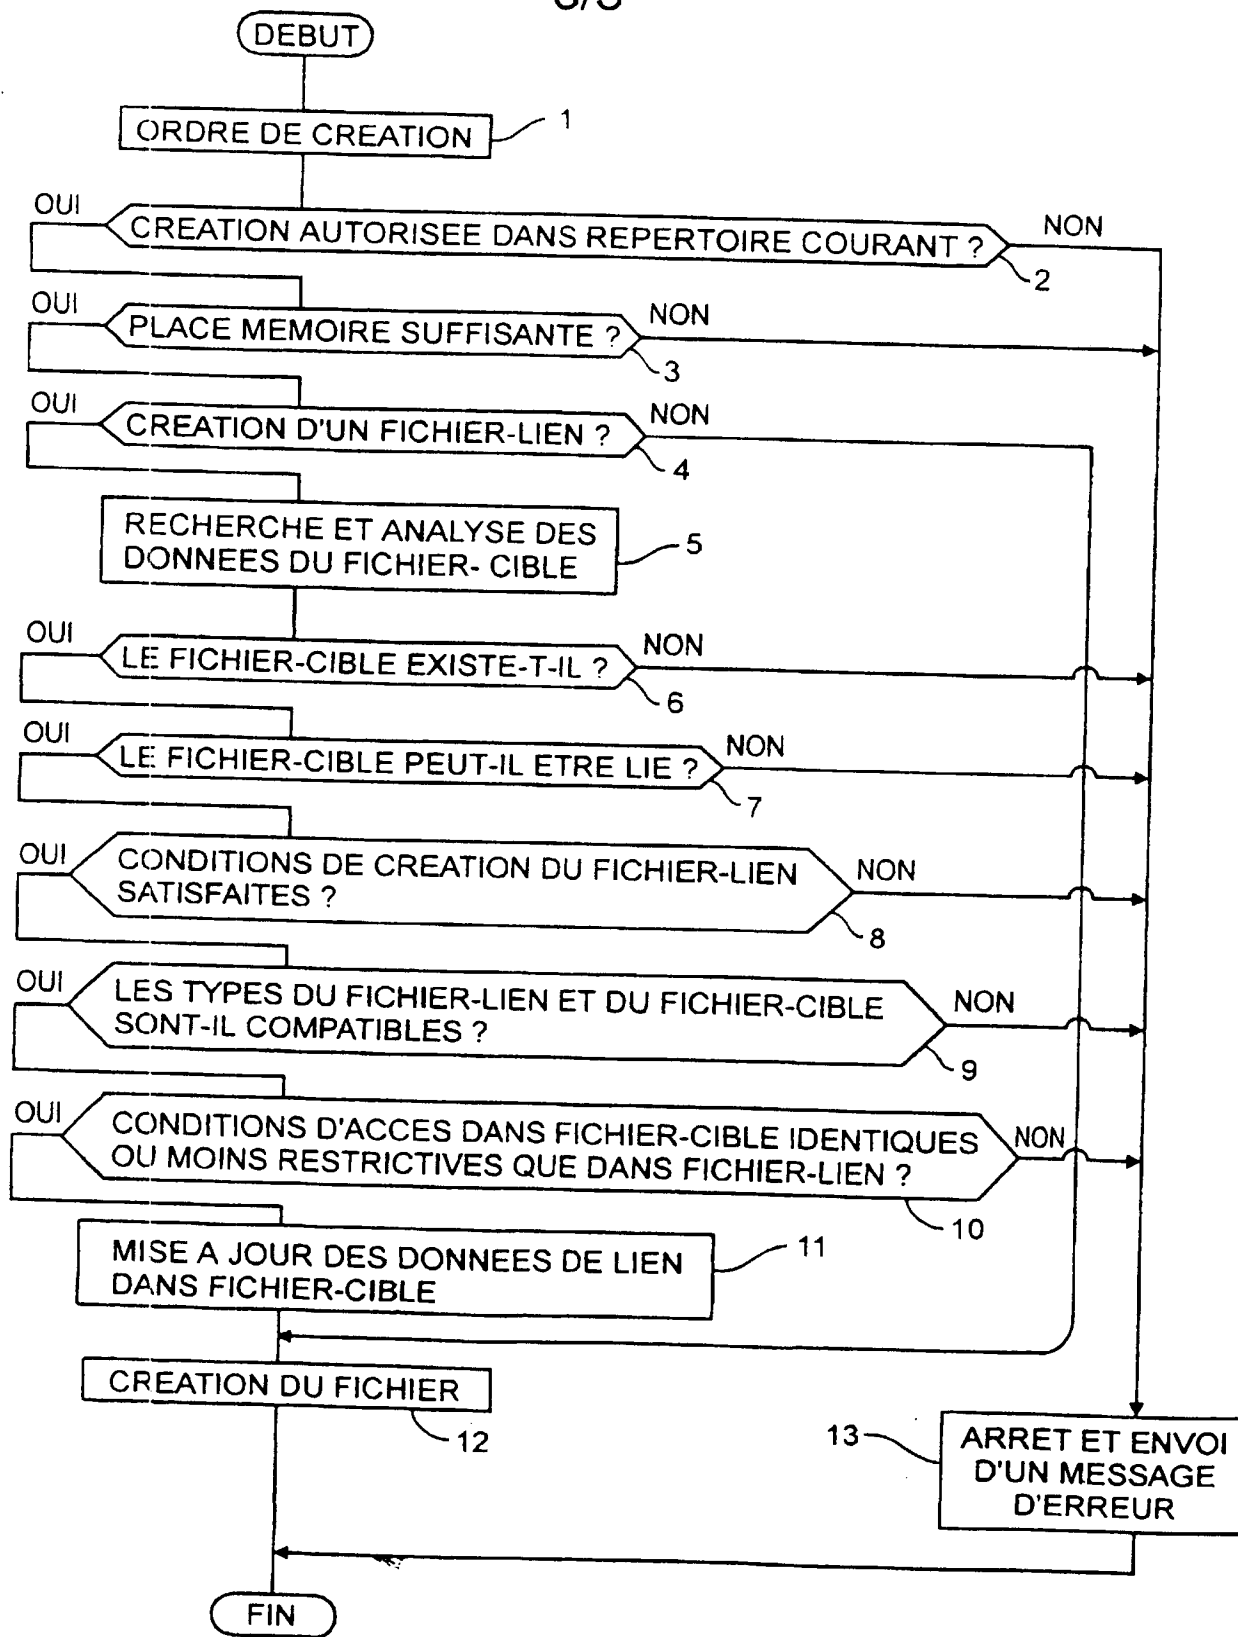 DEBUT
ORDRE DE CREATION
1
OUI
CREATION AUTORISEE DANS REPERTOIRE COURANT ?
NON
2
OUI
PLACE MEMOIRE SUFFISANTE ?
NON
3
OUI
CREATION D'UN FICHIER-LIEN ?
NON
4
RECHERCHE ET ANALYSE DES
DONNEES DU FICHIER- CIBLE
5
OUI
LE FICHIER-CIBLE EXISTE-T-IL ?
NON
6
OUI
LE FICHIER-CIBLE PEUT-IL ETRE LIE ?
NON
7
OUI
CONDITIONS DE CREATION DU FICHIER-LIEN
SATISFAITES ?
NON
8
OUI
LES TYPES DU FICHIER-LIEN ET DU FICHIER-CIBLE
SONT-IL COMPATIBLES ?
NON
9
OUI
CONDITIONS D'ACCES DANS FICHIER-CIBLE IDENTIQUES
OU MOINS RESTRICTIVES QUE DANS FICHIER-LIEN ?
NON
10
MISE A JOUR DES DONNEES DE LIEN
DANS FICHIER-CIBLE
11
CREATION DU FICHIER
12
13
ARRET ET ENVOI
D'UN MESSAGE
D'ERREUR
FIN